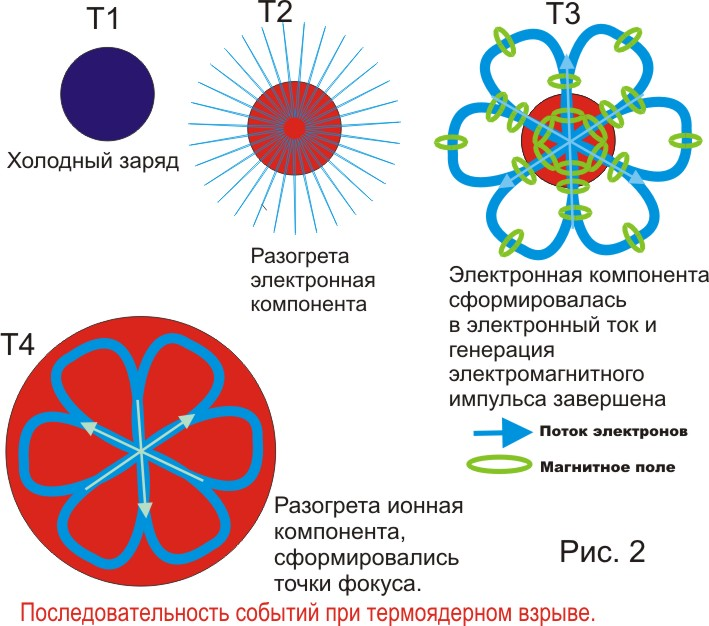 T1
Холодный заряд
T2
Разогрета
электронная
компонента
T3
Электронная компонента
сформировалась
в электронный ток и
генерация
электромагнитого
импульса завершена
Поток электронов
Магнитное поле
T4
Разогрета ионная
компонента,
сформировались
точки фокуса.
Рис. 2
Последовательность событий при термоядерном взрыве.